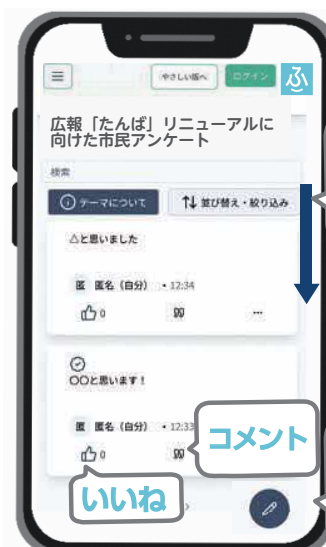 やさしい版へ
ログイン
ふ
広報「たんば」リニューアルに
向けた市民アンケート
検索
テーマについて
↑↓ 並び替え・絞り込み
△と思いました
匿 匿名（自分） ・12:34
0
...
〇〇と思います！
匿 匿名（自分） ・12:33
0
コメント
いいね